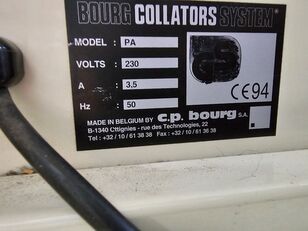 BOURG COLLATORS SYSTEM®
MODEL : PA
VOLTS : 230
A : 3,5
Hz : 50
CE94
MADE IN BELGIUM BY c.p. bourg S.A.
B-1340 Ottignies - rue des Technologies, 22
Tel : +32 / 10 / 61 38 38 Fax : +32 / 10 / 61 36 38